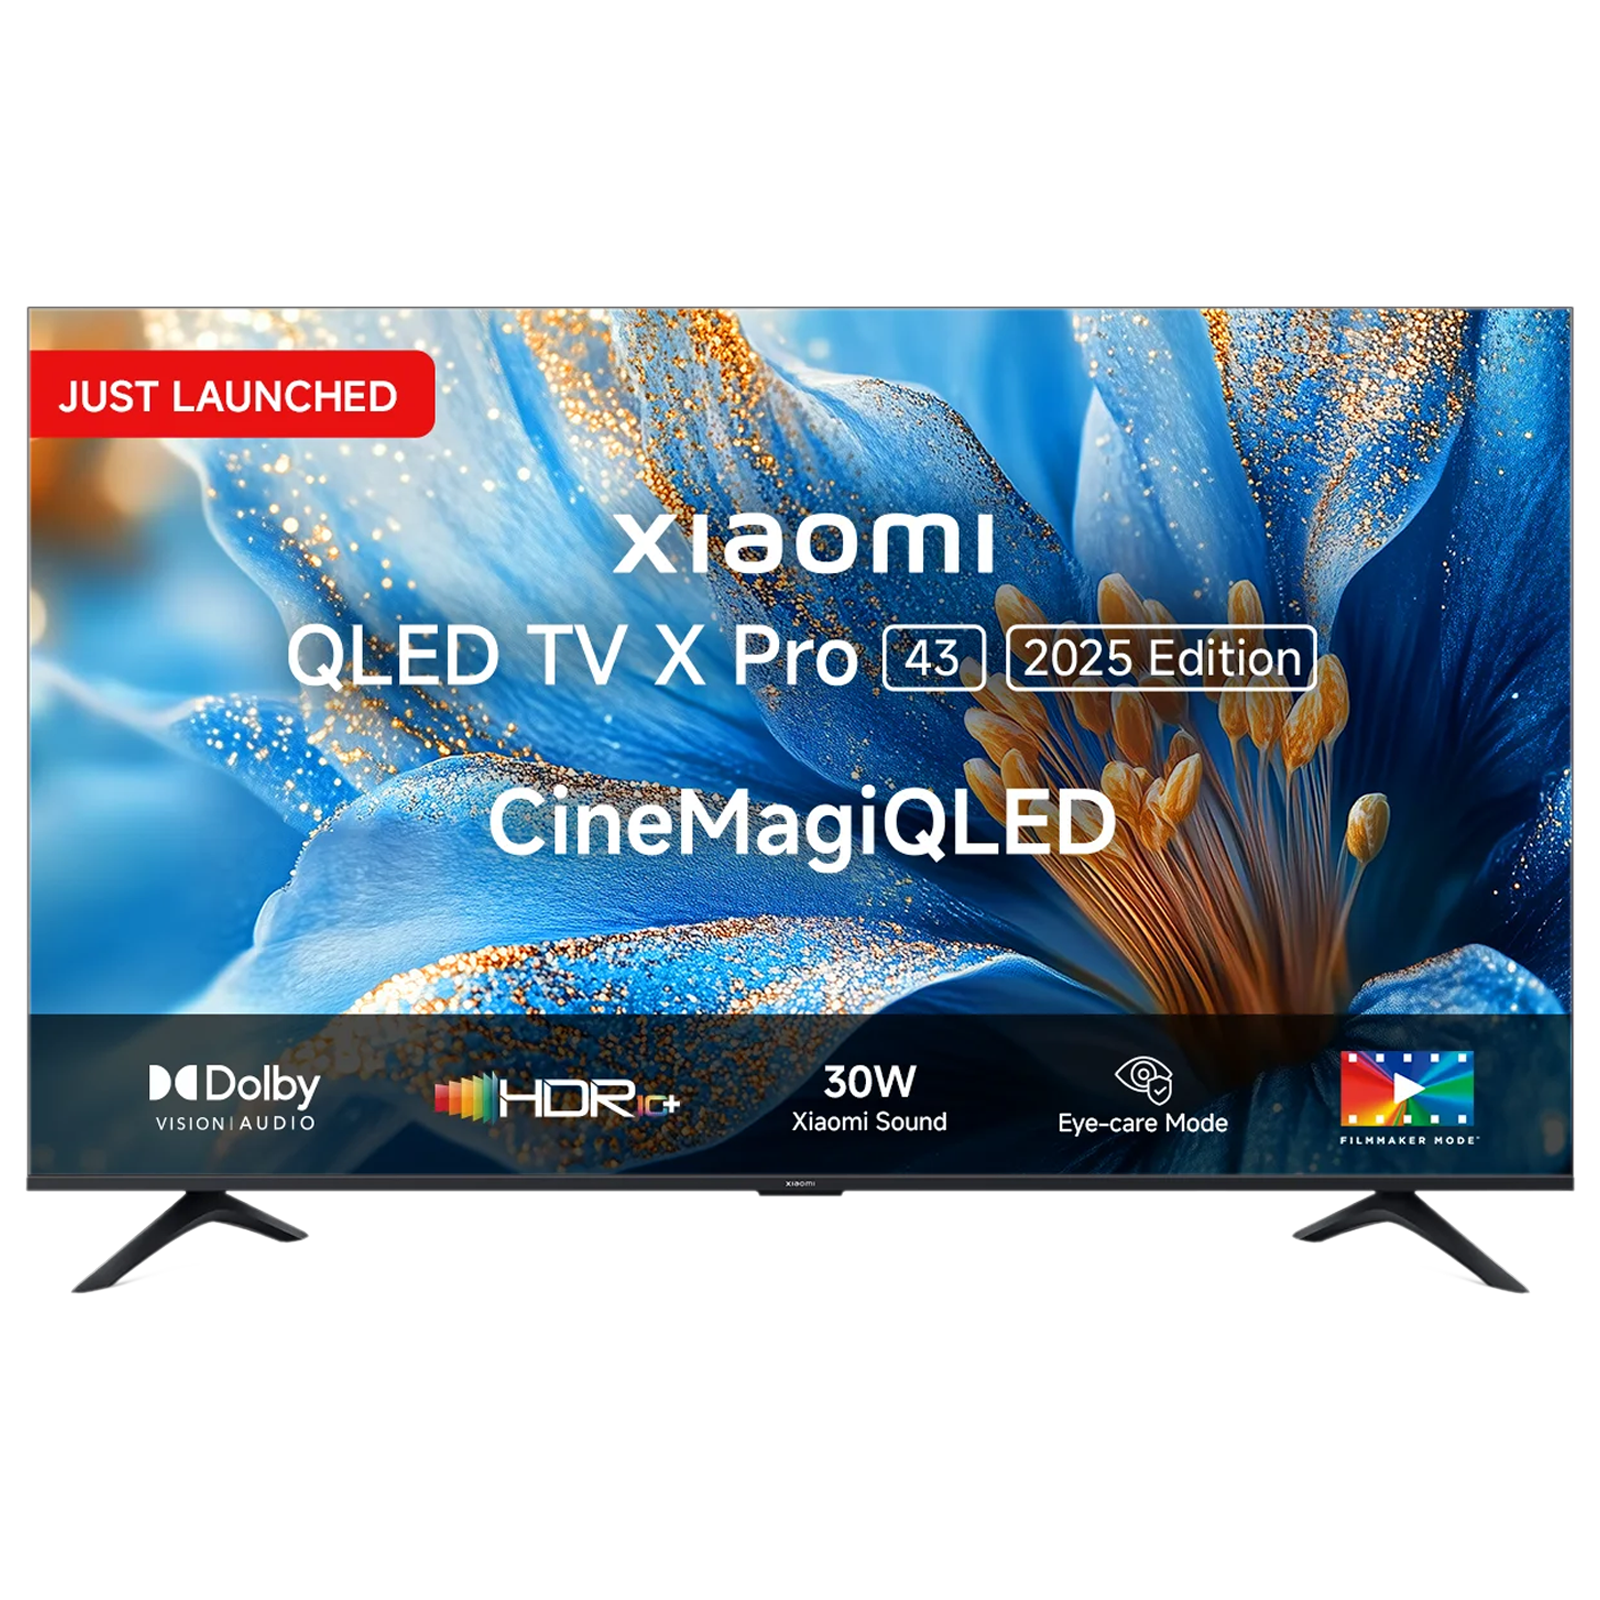 JUST LAUNCHED
xiaomi
QLED TV X Pro 43 2025 Edition
CineMagiQLED
Dolby
VISION | AUDIO
HDR10+
30W
Xiaomi Sound
Eye-care Mode
FILMMAKER MODE™
xiaomi